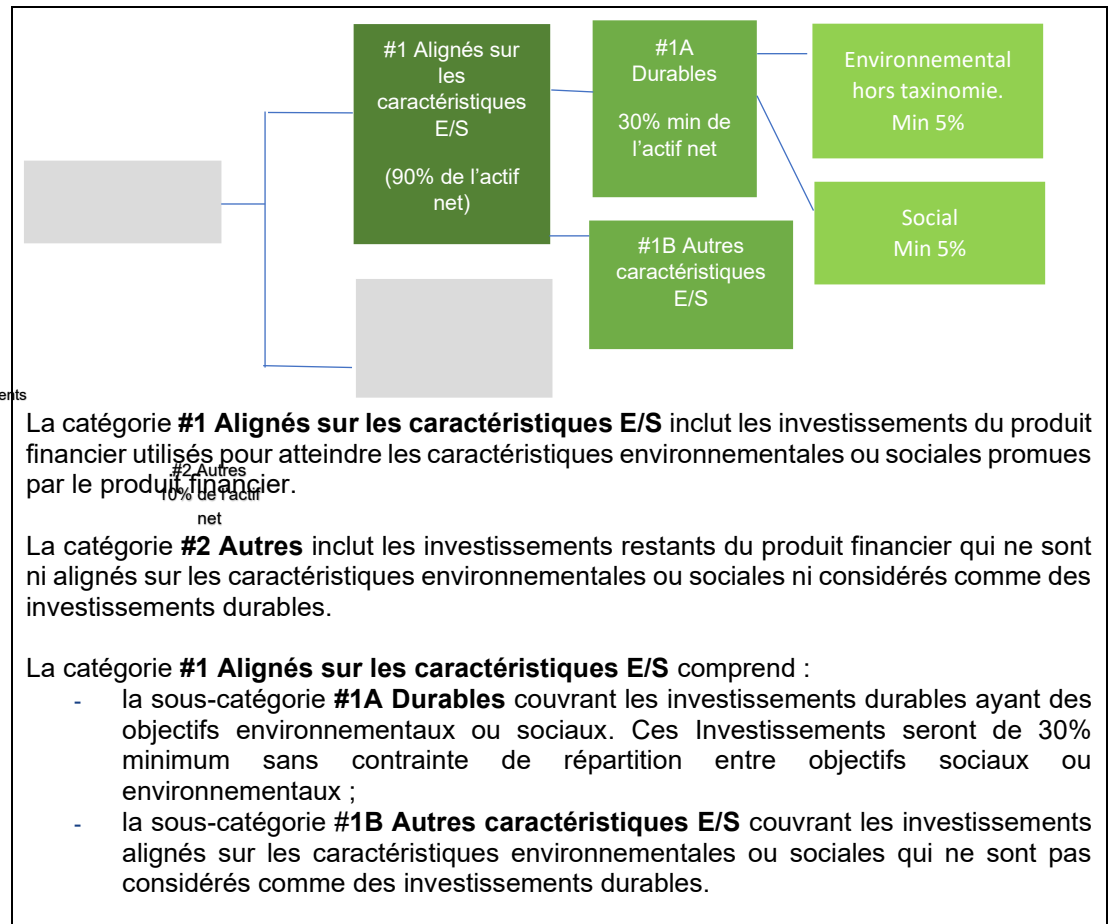 #1 Alignés sur
les
caractéristiques
E/S
(90% de l'actif
net)
#1A
Durables
30% min de
l'actif net
Environnemental
hors taxinomie.
Min 5%
Social
Min 5%
#1B Autres
caractéristiques
E/S
ents
La catégorie #1 Alignés sur les caractéristiques E/S inclut les investissements du produit
financier utilisés pour atteindre les caractéristiques environnementales ou sociales promues
par le produit financier.
#2 Autres
10% de l'actif
net
La catégorie #2 Autres inclut les investissements restants du produit financier qui ne sont
ni alignés sur les caractéristiques environnementales ou sociales ni considérés comme des
investissements durables.
La catégorie #1 Alignés sur les caractéristiques E/S comprend :
- la sous-catégorie #1A Durables couvrant les investissements durables ayant des
objectifs environnementaux ou sociaux. Ces Investissements seront de 30%
minimum sans contrainte de répartition entre objectifs sociaux ou
environnementaux ;
- la sous-catégorie #1B Autres caractéristiques E/S couvrant les investissements
alignés sur les caractéristiques environnementales ou sociales qui ne sont pas
considérés comme des investissements durables.